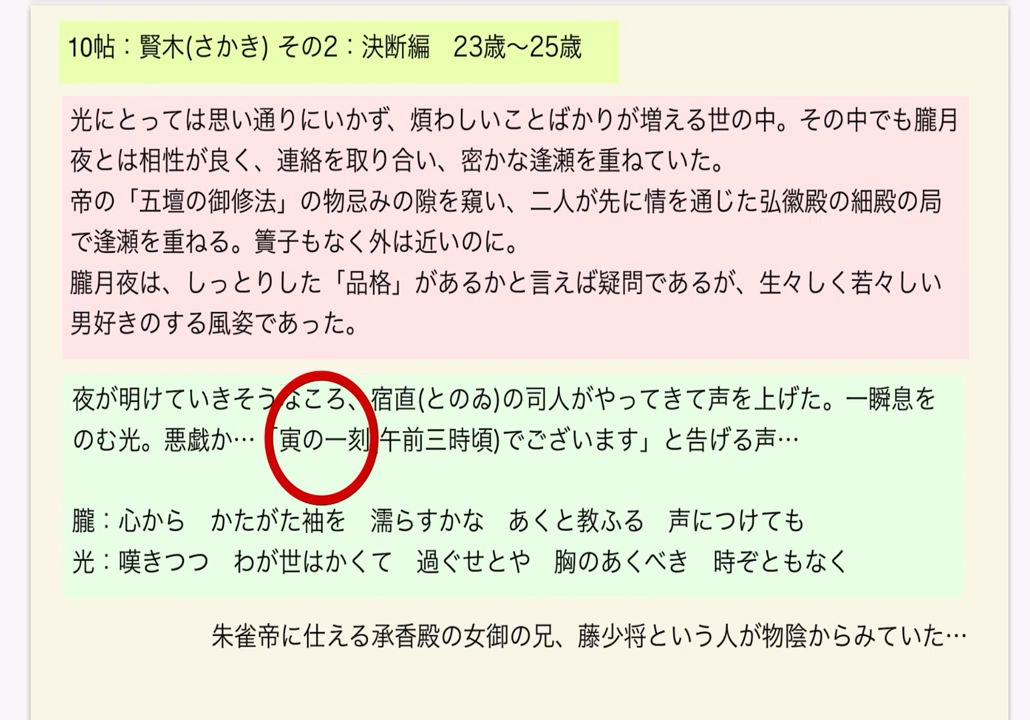 10帖：賢木(さかき) その2：決断編　23歳〜25歳
光にとっては思い通りにいかず、煩わしいことばかりが増える世の中。その中でも朧月
夜とは相性が良く、連絡を取り合い、密かな逢瀬を重ねていた。
帝の「五壇の御修法」の物忌みの隙を窺い、二人が先に情を通じた弘徽殿の細殿の局
で逢瀬を重ねる。簀子もなく外は近いのに。
朧月夜は、しっとりした「品格」があるかと言えば疑問であるが、生々しく若々しい
男好きのする風姿であった。
夜が明けていきそうなころ、宿直(とのゐ)の司人がやってきて声を上げた。一瞬息を
のむ光。悪戯か…「寅の一刻(午前三時頃)でございます」と告げる声…
朧：心から　かたがた袖を　濡らすかな　あくと教ふる　声につけても
光：嘆きつつ　わが世はかくて　過ぐせとや　胸のあくべき　時ぞともなく
朱雀帝に仕える承香殿の女御の兄、藤少将という人が物陰からみていた…